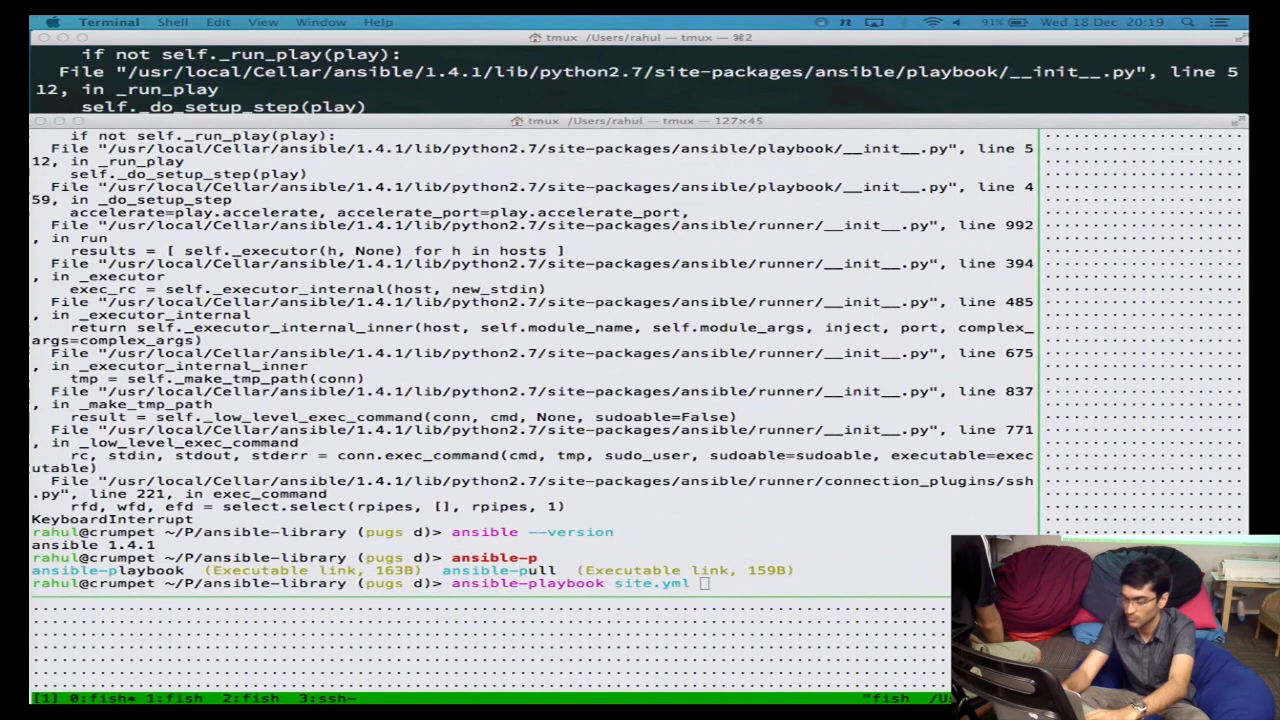 Terminal Shell Edit View Window Help 91% Wed 18 Dec 20:19
tmux /Users/rahul — tmux — ⌘2
if not self._run_play(play):
File "/usr/local/Cellar/ansible/1.4.1/lib/python2.7/site-packages/ansible/playbook/__init__.py", line 5
12, in _run_play
self._do_setup_step(play)
tmux /Users/rahul — tmux — 127×45
if not self._run_play(play):
File "/usr/local/Cellar/ansible/1.4.1/lib/python2.7/site-packages/ansible/playbook/__init__.py", line 5
12, in _run_play
self._do_setup_step(play)
File "/usr/local/Cellar/ansible/1.4.1/lib/python2.7/site-packages/ansible/playbook/__init__.py", line 4
59, in _do_setup_step
accelerate=play.accelerate, accelerate_port=play.accelerate_port,
File "/usr/local/Cellar/ansible/1.4.1/lib/python2.7/site-packages/ansible/runner/__init__.py", line 992
, in run
results = [ self._executor(h, None) for h in hosts ]
File "/usr/local/Cellar/ansible/1.4.1/lib/python2.7/site-packages/ansible/runner/__init__.py", line 394
, in _executor
exec_rc = self._executor_internal(host, new_stdin)
File "/usr/local/Cellar/ansible/1.4.1/lib/python2.7/site-packages/ansible/runner/__init__.py", line 485
, in _executor_internal
return self._executor_internal_inner(host, self.module_name, self.module_args, inject, port, complex_
args=complex_args)
File "/usr/local/Cellar/ansible/1.4.1/lib/python2.7/site-packages/ansible/runner/__init__.py", line 675
, in _executor_internal_inner
tmp = self._make_tmp_path(conn)
File "/usr/local/Cellar/ansible/1.4.1/lib/python2.7/site-packages/ansible/runner/__init__.py", line 837
, in _make_tmp_path
result = self._low_level_exec_command(conn, cmd, None, sudoable=False)
File "/usr/local/Cellar/ansible/1.4.1/lib/python2.7/site-packages/ansible/runner/__init__.py", line 771
, in _low_level_exec_command
rc, stdin, stdout, stderr = conn.exec_command(cmd, tmp, sudo_user, sudoable=sudoable, executable=exec
utable)
File "/usr/local/Cellar/ansible/1.4.1/lib/python2.7/site-packages/ansible/runner/connection_plugins/ssh
.py", line 221, in exec_command
rfd, wfd, efd = select.select(rpipes, [], rpipes, 1)
KeyboardInterrupt
rahul@crumpet ~/P/ansible-library (pugs d)> ansible --version
ansible 1.4.1
rahul@crumpet ~/P/ansible-library (pugs d)> ansible-p
ansible-playbook (Executable link, 163B) ansible-pull (Executable link, 159B)
rahul@crumpet ~/P/ansible-library (pugs d)> ansible-playbook site.yml
[1] 0:fish* 1:fish 2:fish 3:ssh- "fish